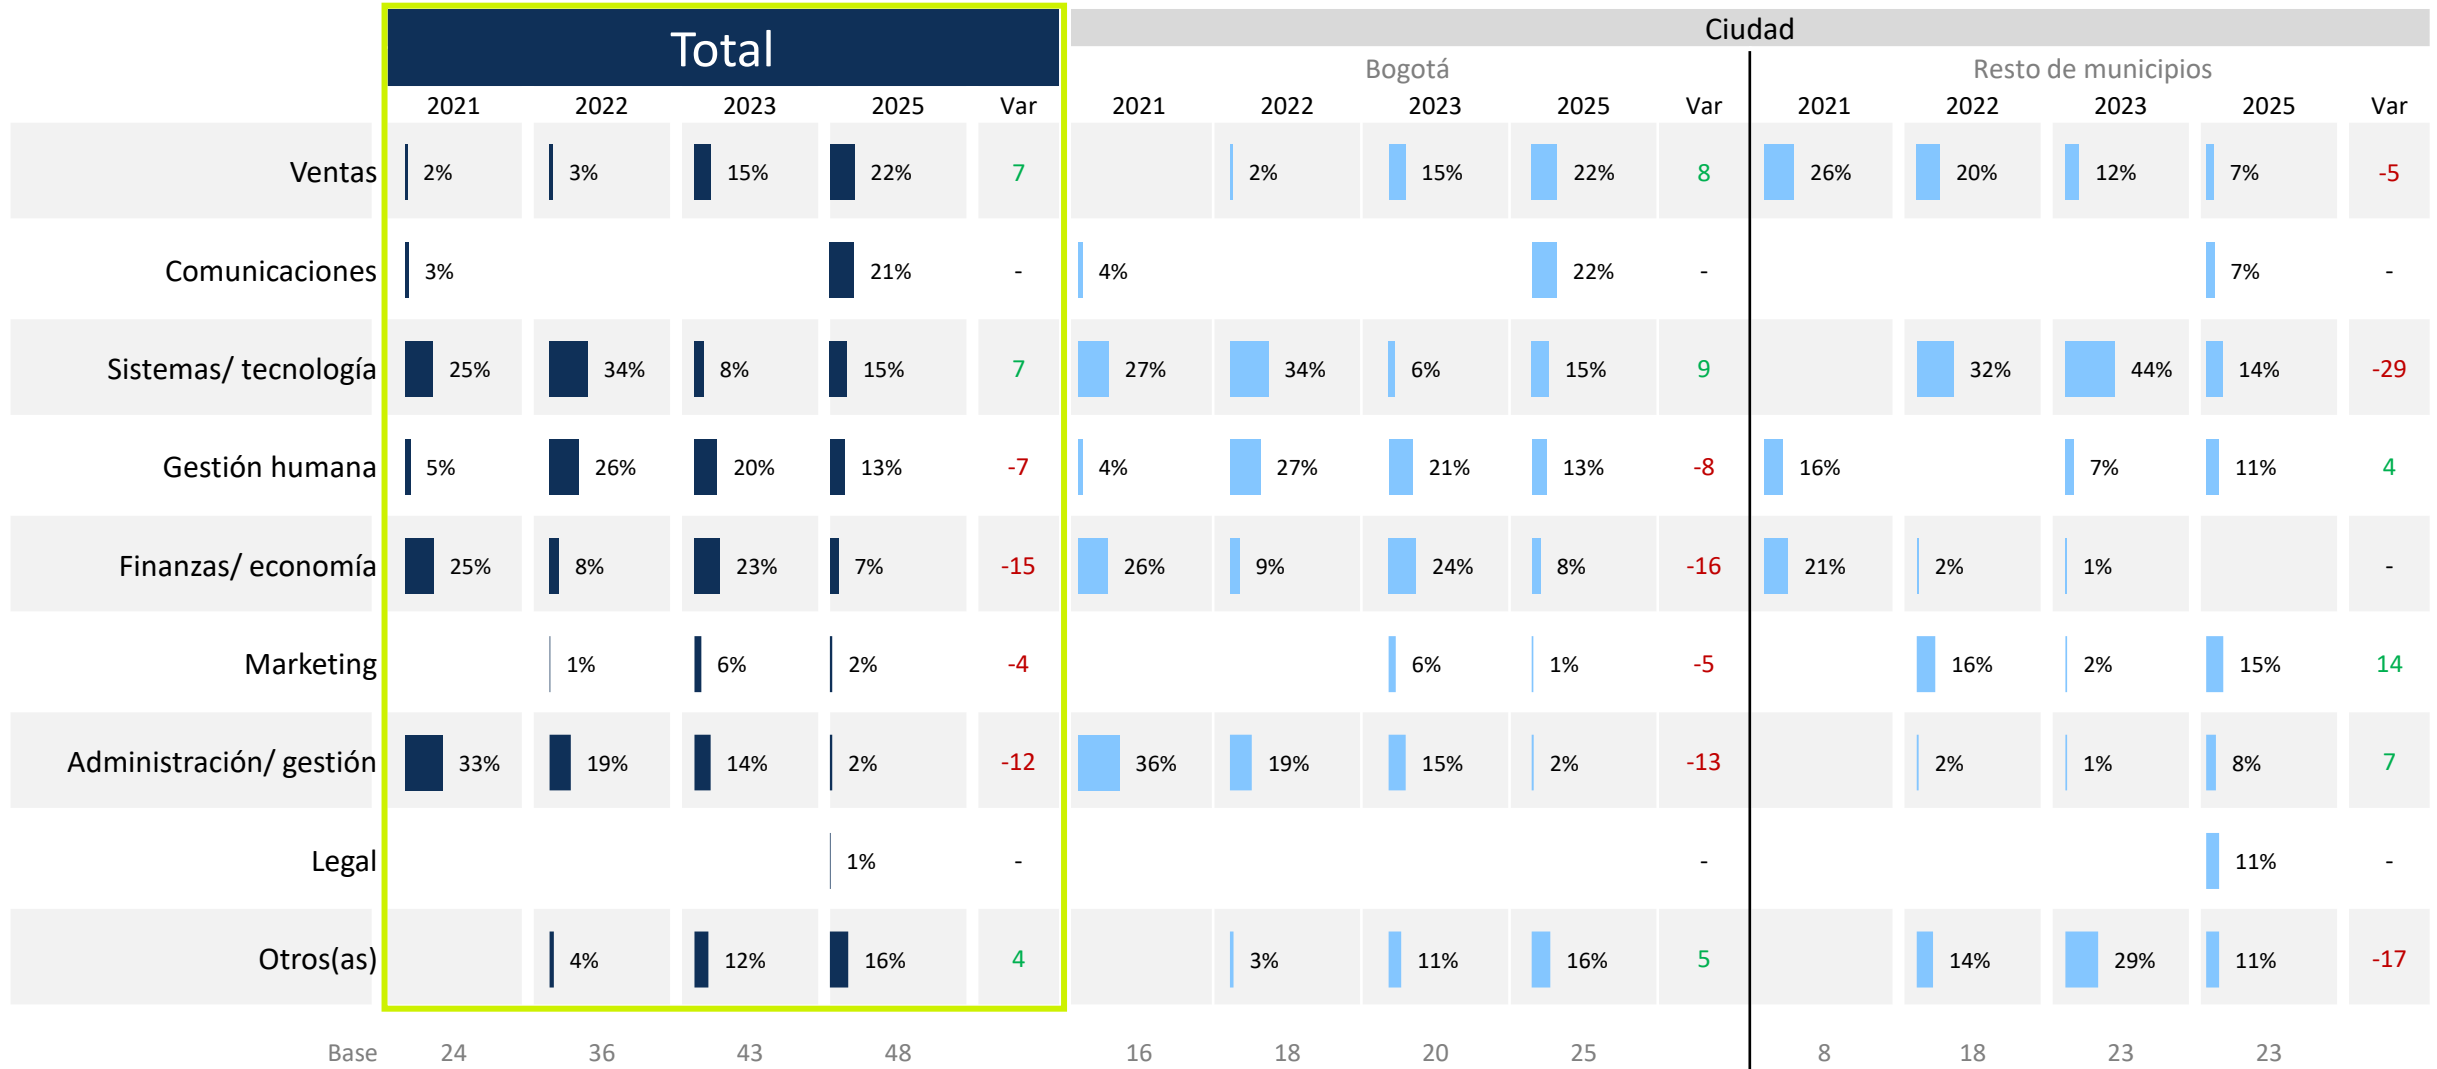 Total
Ciudad
Bogotá Resto de municipios
2021 2022 2023 2025 Var 2021 2022 2023 2025 Var 2021 2022 2023 2025 Var
Ventas 2% 3% 15% 22% 7 2% 15% 22% 8 26% 20% 12% 7% -5
Comunicaciones 3% 21% - 4% 22% - 7% -
Sistemas/ tecnología 25% 34% 8% 15% 7 27% 34% 6% 15% 9 32% 44% 14% -29
Gestión humana 5% 26% 20% 13% -7 4% 27% 21% 13% -8 16% 7% 11% 4
Finanzas/ economía 25% 8% 23% 7% -15 26% 9% 24% 8% -16 21% 2% 1% -
Marketing 1% 6% 2% -4 6% 1% -5 16% 2% 15% 14
Administración/ gestión 33% 19% 14% 2% -12 36% 19% 15% 2% -13 2% 1% 8% 7
Legal 1% - - 11% -
Otros(as) 4% 12% 16% 4 3% 11% 16% 5 14% 29% 11% -17
Base 24 36 43 48 16 18 20 25 8 18 23 23